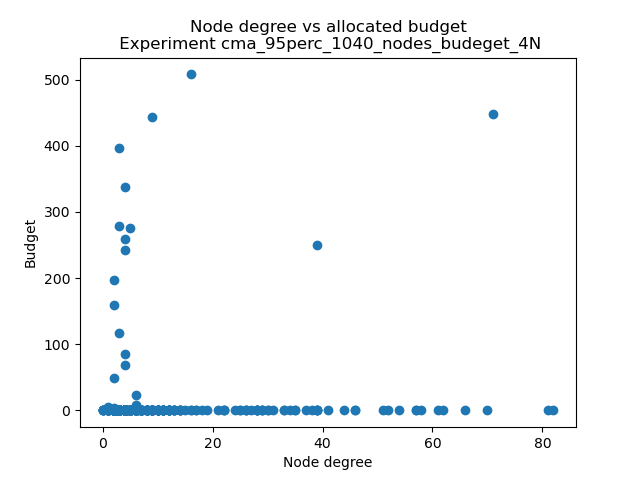 Node degree vs allocated budget
Experiment cma_95perc_1040_nodes_budeget_4N
500
400
300
200
100
0
Budget
0 20 40 60 80
Node degree